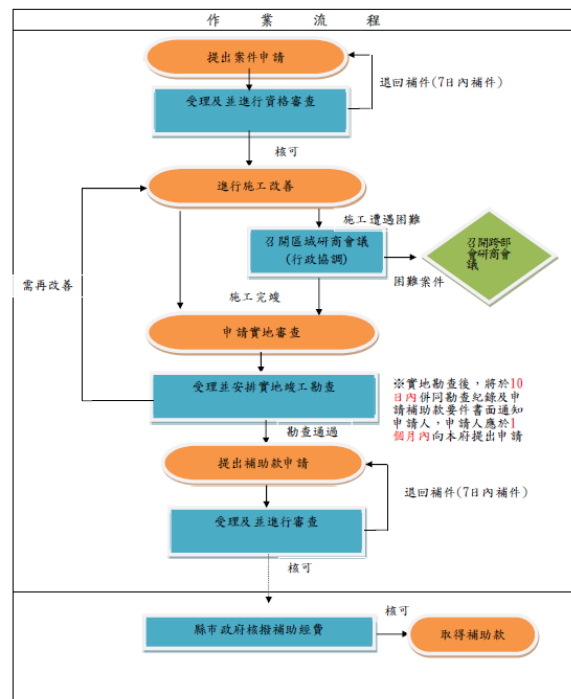 作業流程
提出案件申請
退回補件(7日內補件)
受理及並進行資格審查
核可
進行施工改善
施工遭遇困難
召開區域研商會議
(行政協調)
召開跨部
會研商會
議
困難案件
需再改善
施工完竣
申請實地審查
受理並安排實地竣工勘查
※實地勘查後，將於10
日內併同勘查紀錄及申
請補助款要件書面通知
申請人，申請人應於1
個月內向本府提出申請
勘查通過
提出補助款申請
退回補件(7日內補件)
受理及並進行審查
核可
縣市政府核撥補助經費
核可
取得補助款